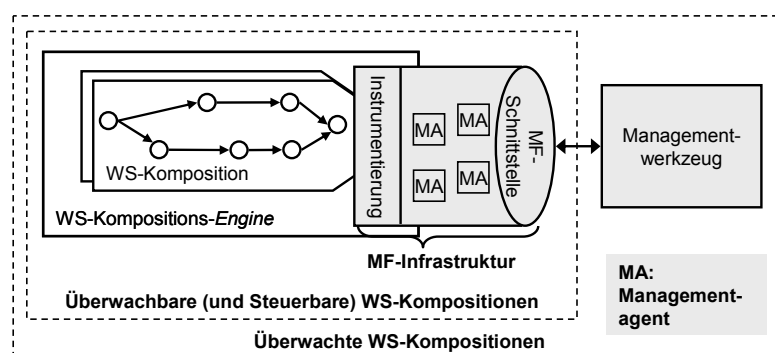 Instrumentierung
MA
MA
MA
MA
MF-
Schnittstelle
Management-
werkzeug
WS-Komposition
WS-Kompositions-Engine
MF-Infrastruktur
MA:
Management-
agent
Überwachbare (und Steuerbare) WS-Kompositionen
Überwachte WS-Kompositionen